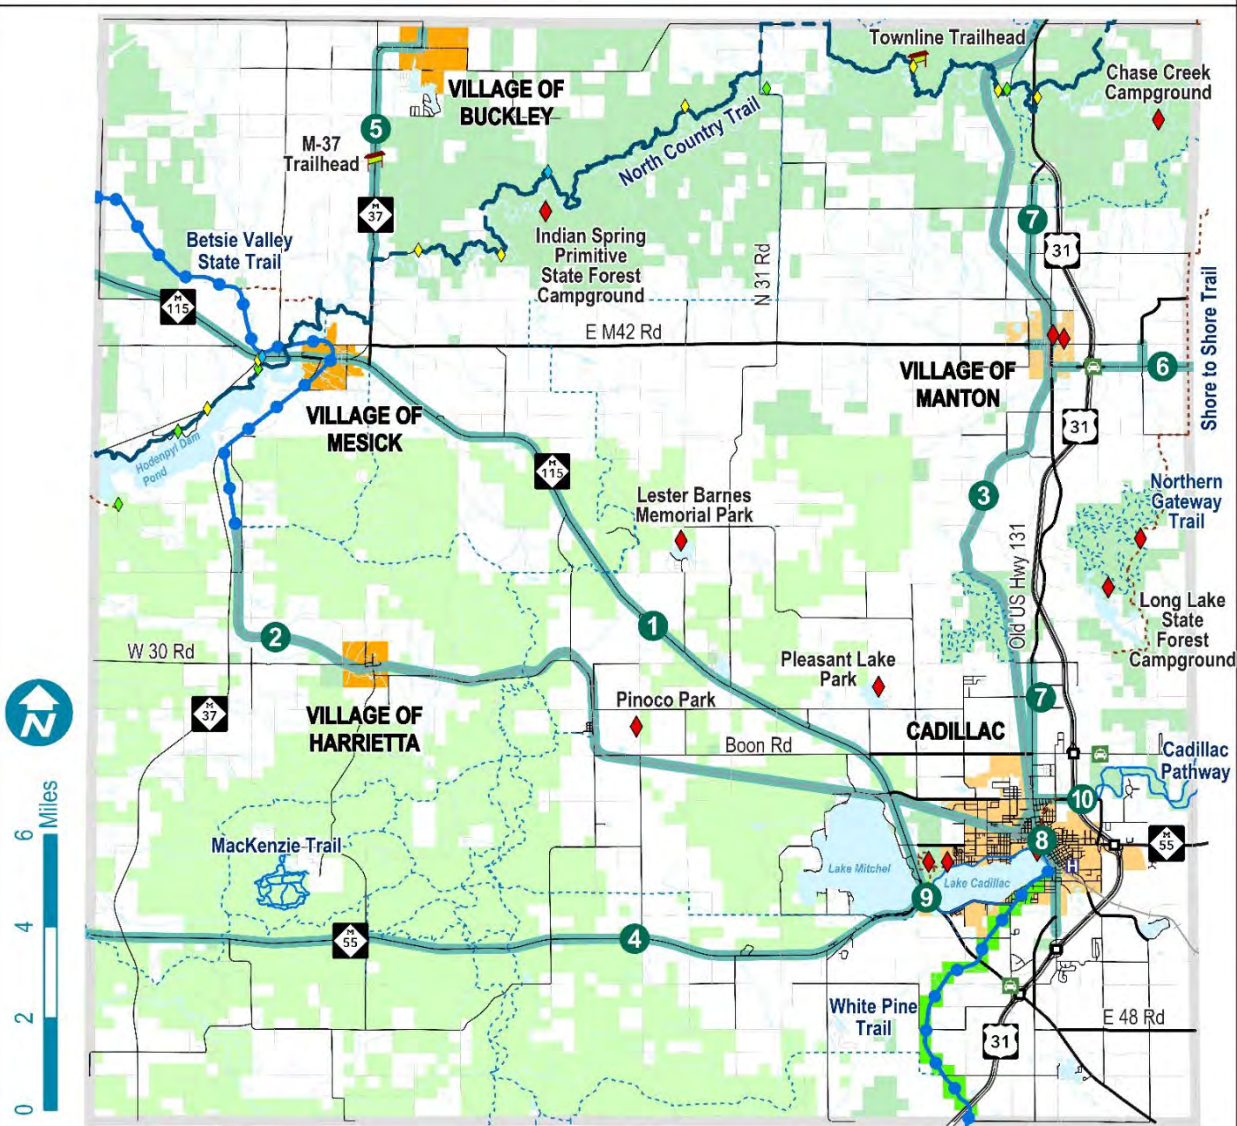 Townline Trailhead
Chase Creek
Campground
VILLAGE OF
BUCKLEY
5
M-37
Trailhead
North Country Trail
M
37
Indian Spring
Primitive
State Forest
Campground
N 31 Rd
7
31
Betsie Valley
State Trail
M
115
E M42 Rd
Shore to Shore Trail
VILLAGE OF
MANTON
6
VILLAGE OF
MESICK
31
Hodenpyl Dam
Pond
M
115
3
Lester Barnes
Memorial Park
Northern
Gateway
Trail
Old US Hwy 131
Long Lake
State
Forest
Campground
1
2
W 30 Rd
Pleasant Lake
Park
7
Pinoco Park
M
37
VILLAGE OF
HARRIETTA
N
CADILLAC
Boon Rd
Cadillac
Pathway
10
MacKenzie Trail
8
M
55
H
Lake Mitchel
Lake Cadillac
9
M
55
4
White Pine
Trail
E 48 Rd
31
0 2 4 6 Miles